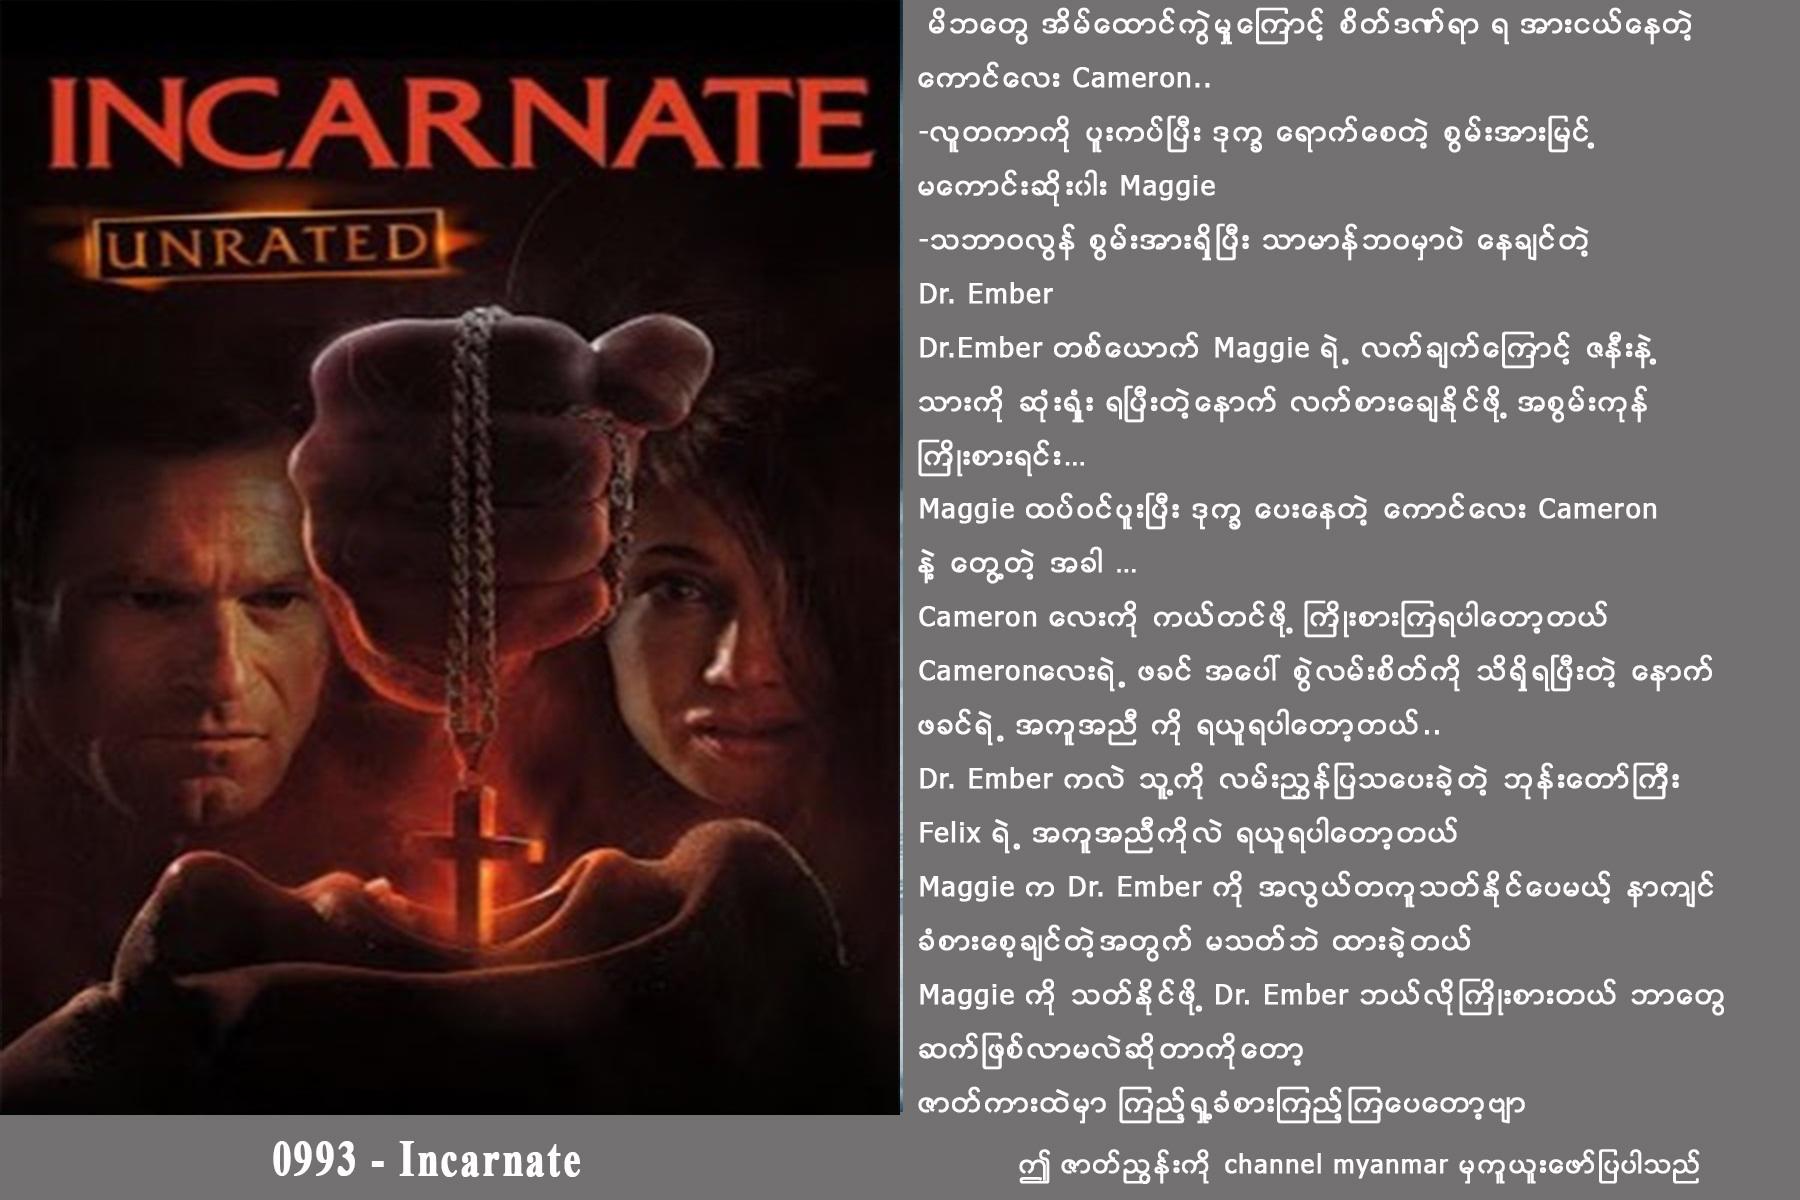 INCARNATE
UNRATED
0993 - Incarnate
မိဘတွေ အိမ်ထောင်ကွဲမှုကြောင့် စိတ်ဒဏ်ရာ ရ အားငယ်နေတဲ့
ကောင်လေး Cameron..
-လူတကာကို ပူးကပ်ပြီး ဒုက္ခ ရောက်စေတဲ့ စွမ်းအားမြင့်
မကောင်းဆိုးဝါး Maggie
-သဘာဝလွန် စွမ်းအားရှိပြီး သာမာန်ဘဝမှာပဲ နေချင်တဲ့
Dr. Ember
Dr.Ember တစ်ယောက် Maggie ရဲ့ လက်ချက်ကြောင့် ဇနီးနဲ့
သားကို ဆုံးရှုံး ရပြီးတဲ့နောက် လက်စားချေနိုင်ဖို့ အစွမ်းကုန်
ကြိုးစားရင်း...
Maggie ထပ်ဝင်ပူးပြီး ဒုက္ခ ပေးနေတဲ့ ကောင်လေး Cameron
နဲ့ တွေ့တဲ့ အခါ ...
Cameron လေးကို ကယ်တင်ဖို့ ကြိုးစားကြရပါတော့တယ်
Cameronလေးရဲ့ ဖခင် အပေါ် စွဲလမ်းစိတ်ကို သိရှိရပြီးတဲ့ နောက်
ဖခင်ရဲ့ အကူအညီ ကို ရယူရပါတော့တယ်..
Dr. Ember ကလဲ သူ့ကို လမ်းညွှန်ပြသပေးခဲ့တဲ့ ဘုန်းတော်ကြီး
Felix ရဲ့ အကူအညီကိုလဲ ရယူရပါတော့တယ်
Maggie က Dr. Ember ကို အလွယ်တကူသတ်နိုင်ပေမယ့် နာကျင်
ခံစားစေ့ချင်တဲ့အတွက် မသတ်ဘဲ ထားခဲ့တယ်
Maggie ကို သတ်နိုင်ဖို့ Dr. Ember ဘယ်လိုကြိုးစားတယ် ဘာတွေ
ဆက်ဖြစ်လာမလဲဆိုတာကိုတော့
ဇာတ်ကားထဲမှာ ကြည့်ရှု့ခံစားကြည့်ကြပေတော့ဗျာ
ဤ ဇာတ်ညွှန်းကို channel myanmar မှကူယူးဖော်ပြပါသည်